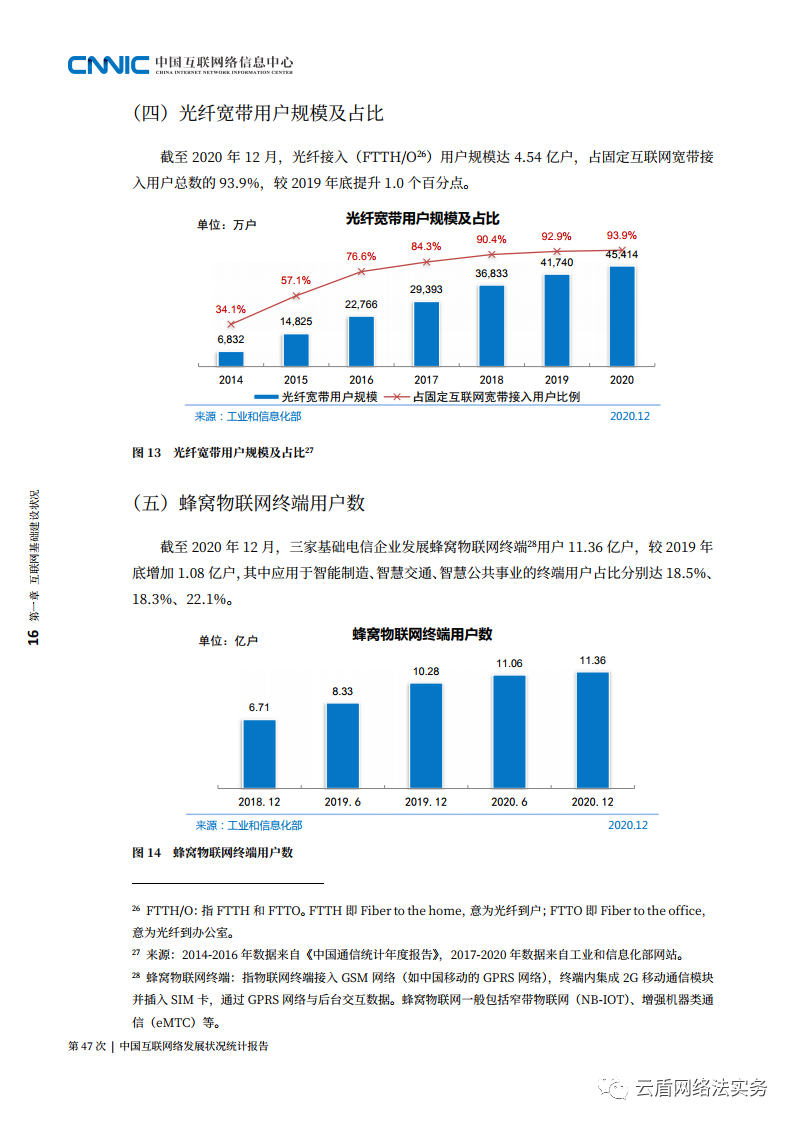 CNNIC 中国互联网络信息中心
CHINA INTERNET NETWORK INFORMATION CENTER
（四）光纤宽带用户规模及占比
截至 2020 年 12 月，光纤接入（FTTH/O26）用户规模达 4.54 亿户，占固定互联网宽带接
入用户总数的 93.9%，较 2019 年底提升 1.0 个百分点。
光纤宽带用户规模及占比
单位：万户
34.1% 57.1% 76.6% 84.3% 90.4% 92.9% 93.9%
6,832 14,825 22,766 29,393 36,833 41,740 45,414
2014 2015 2016 2017 2018 2019 2020
光纤宽带用户规模 占固定互联网宽带接入用户比例
来源：工业和信息化部 2020.12
图 13 光纤宽带用户规模及占比27
（五）蜂窝物联网终端用户数
截至 2020 年 12 月，三家基础电信企业发展蜂窝物联网终端28用户 11.36 亿户，较 2019 年
底增加 1.08 亿户，其中应用于智能制造、智慧交通、智慧公共事业的终端用户占比分别达 18.5%、
18.3%、22.1%。
蜂窝物联网终端用户数
单位：亿户
6.71 8.33 10.28 11.06 11.36
2018.12 2019.6 2019.12 2020.6 2020.12
来源：工业和信息化部 2020.12
图 14 蜂窝物联网终端用户数
26 FTTH/O：指 FTTH 和 FTTO。FTTH 即 Fiber to the home，意为光纤到户；FTTO 即 Fiber to the office，
意为光纤到办公室。
27 来源：2014-2016 年数据来自《中国通信统计年度报告》，2017-2020 年数据来自工业和信息化部网站。
28 蜂窝物联网终端：指物联网终端接入 GSM 网络（如中国移动的 GPRS 网络），终端内集成 2G 移动通信模块
并插入 SIM 卡，通过 GPRS 网络与后台交互数据。蜂窝物联网一般包括窄带物联网（NB-IOT）、增强机器类通
信（eMTC）等。
16 第一章 互联网基础建设状况
第 47 次 | 中国互联网络发展状况统计报告
云盾网络法实务